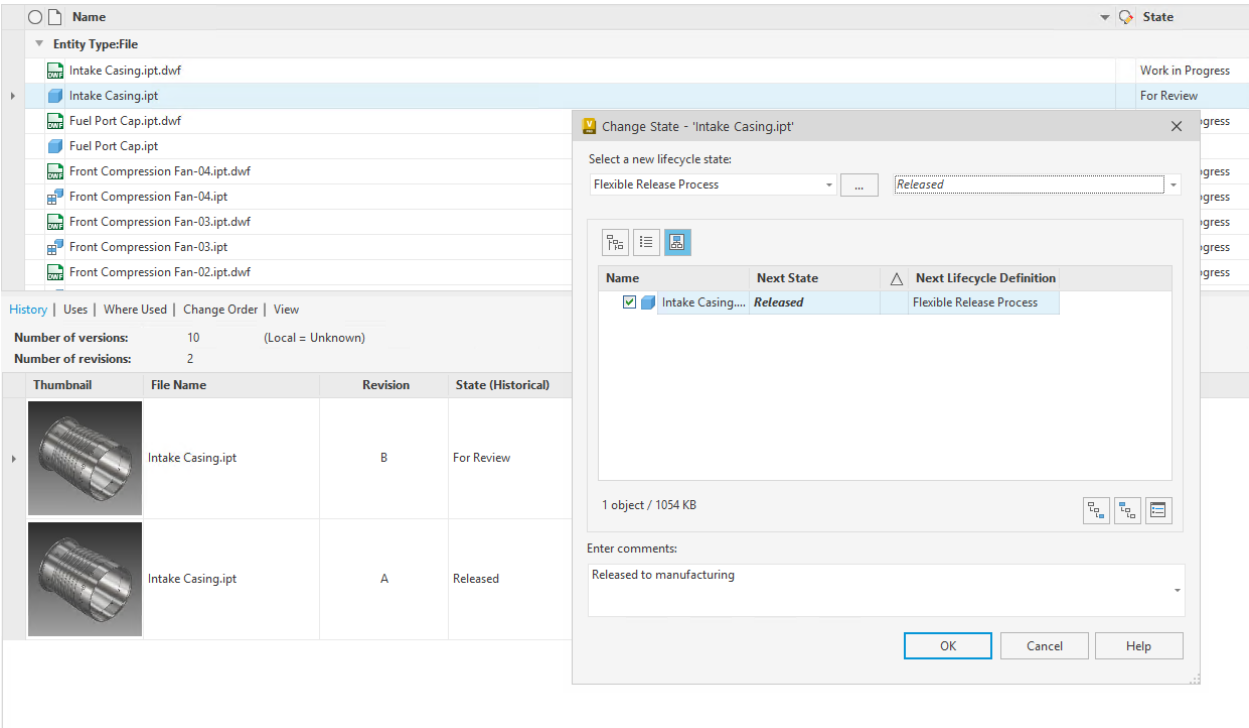 Name State
Entity Type:File
Intake Casing.ipt.dwf Work in Progress
Intake Casing.ipt For Review
Fuel Port Cap.ipt.dwf gress
Fuel Port Cap.ipt
Front Compression Fan-04.ipt.dwf gress
Front Compression Fan-04.ipt gress
Front Compression Fan-03.ipt.dwf gress
Front Compression Fan-03.ipt gress
Front Compression Fan-02.ipt.dwf gress
Change State - 'Intake Casing.ipt'
Select a new lifecycle state:
Flexible Release Process ... Released
Name Next State Next Lifecycle Definition
Intake Casing.... Released Flexible Release Process
1 object / 1054 KB
Enter comments:
Released to manufacturing
OK Cancel Help
History | Uses | Where Used | Change Order | View
Number of versions: 10 (Local = Unknown)
Number of revisions: 2
Thumbnail File Name Revision State (Historical)
Intake Casing.ipt B For Review
Intake Casing.ipt A Released